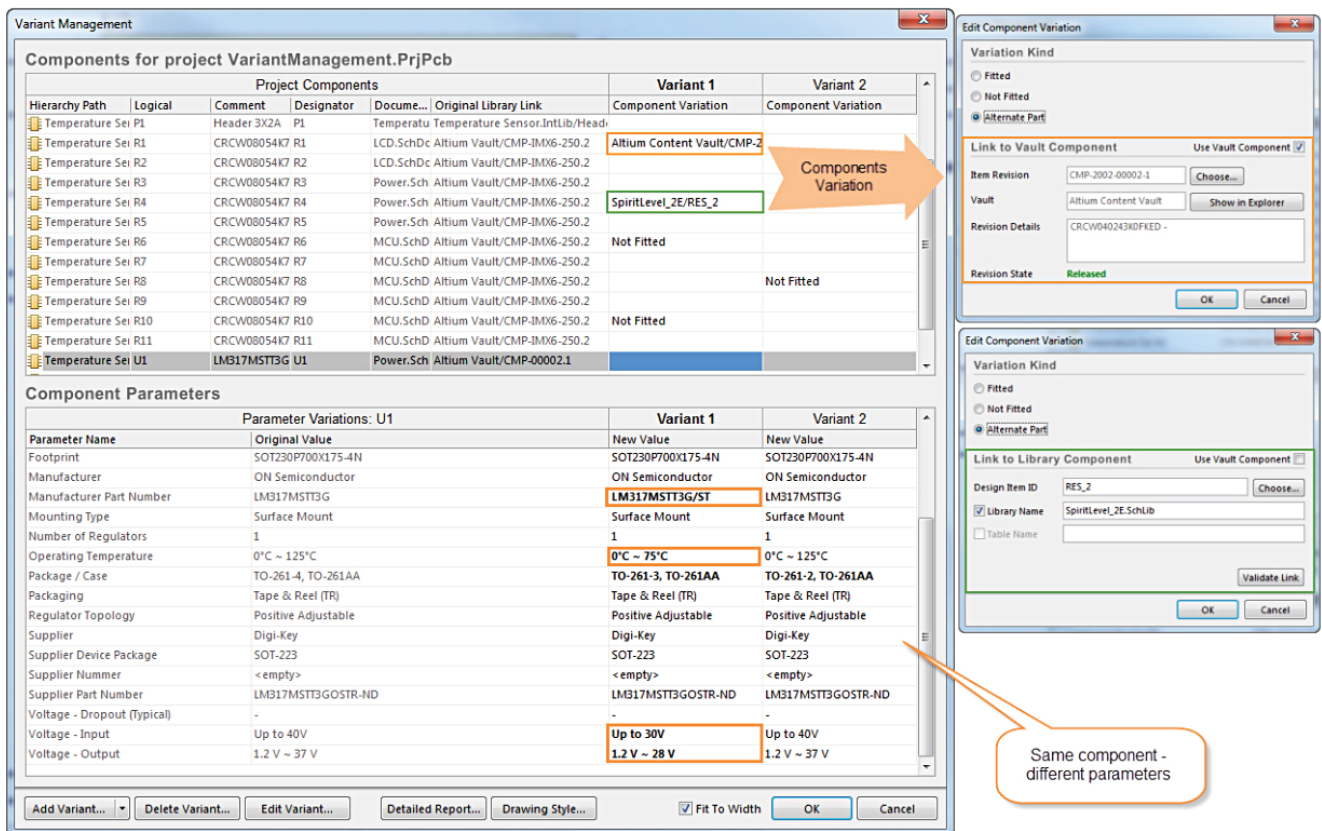 Variant Management
Components for project VariantManagement.PrjPcb
Project Components Variant 1 Variant 2
Hierarchy Path Logical Comment Designator Docume... Original Library Link Component Variation Component Variation
Temperature Sei P1 Header 3X2A P1 Temperatu Temperature Sensor.IntLib/Heade
Temperature Sei R1 CRCW08054K7 R1 LCD.SchDc Altium Vault/CMP-IMX6-250.2 Altium Content Vault/CMP-2
Temperature Sei R2 CRCW08054K7 R2 LCD.SchDc Altium Vault/CMP-IMX6-250.2
Temperature Sei R3 CRCW08054K7 R3 Power.Sch Altium Vault/CMP-IMX6-250.2
Temperature Sei R4 CRCW08054K7 R4 Power.Sch Altium Vault/CMP-IMX6-250.2 SpiritLevel_2E/RES_2
Temperature Sei R5 CRCW08054K7 R5 Power.Sch Altium Vault/CMP-IMX6-250.2
Temperature Sei R6 CRCW08054K7 R6 MCU.SchD Altium Vault/CMP-IMX6-250.2 Not Fitted
Temperature Sei R7 CRCW08054K7 R7 MCU.SchD Altium Vault/CMP-IMX6-250.2
Temperature Sei R8 CRCW08054K7 R8 MCU.SchD Altium Vault/CMP-IMX6-250.2 Not Fitted
Temperature Sei R9 CRCW08054K7 R9 MCU.SchD Altium Vault/CMP-IMX6-250.2
Temperature Sei R10 CRCW08054K7 R10 MCU.SchD Altium Vault/CMP-IMX6-250.2 Not Fitted
Temperature Sei R11 CRCW08054K7 R11 MCU.SchD Altium Vault/CMP-IMX6-250.2
Temperature Sei U1 LM317MSTT3G U1 Power.Sch Altium Vault/CMP-00002.1
Component Parameters
Parameter Variations: U1 Variant 1 Variant 2
Parameter Name Original Value New Value New Value
Footprint SOT230P700X175-4N SOT230P700X175-4N SOT230P700X175-4N
Manufacturer ON Semiconductor ON Semiconductor ON Semiconductor
Manufacturer Part Number LM317MSTT3G LM317MSTT3G/ST LM317MSTT3G
Mounting Type Surface Mount Surface Mount Surface Mount
Number of Regulators 1 1 1
Operating Temperature 0°C ~ 125°C 0°C ~ 75°C 0°C ~ 125°C
Package / Case TO-261-4, TO-261AA TO-261-3, TO-261AA TO-261-2, TO-261AA
Packaging Tape & Reel (TR) Tape & Reel (TR) Tape & Reel (TR)
Regulator Topology Positive Adjustable Positive Adjustable Positive Adjustable
Supplier Digi-Key Digi-Key Digi-Key
Supplier Device Package SOT-223 SOT-223 SOT-223
Supplier Nummer <empty> <empty> <empty>
Supplier Part Number LM317MSTT3GOSTR-ND LM317MSTT3GOSTR-ND LM317MSTT3GOSTR-ND
Voltage - Dropout (Typical) - - -
Voltage - Input Up to 40V Up to 30V Up to 40V
Voltage - Output 1.2 V ~ 37 V 1.2 V ~ 28 V 1.2 V ~ 37 V
Add Variant... Delete Variant... Edit Variant... Detailed Report... Drawing Style... Fit To Width OK Cancel
Components
Variation
Edit Component Variation
Variation Kind
Fitted
Not Fitted
Alternate Part
Link to Vault Component Use Vault Component
Item Revision CMP-2002-00002-1 Choose...
Vault Altium Content Vault Show in Explorer
Revision Details CRCW040243K0FKED -
Revision State Released
OK Cancel
Edit Component Variation
Variation Kind
Fitted
Not Fitted
Alternate Part
Link to Library Component Use Vault Component
Design Item ID RES_2 Choose...
Library Name SpiritLevel_2E.SchLib
Table Name
Validate Link
OK Cancel
Same component -
different parameters